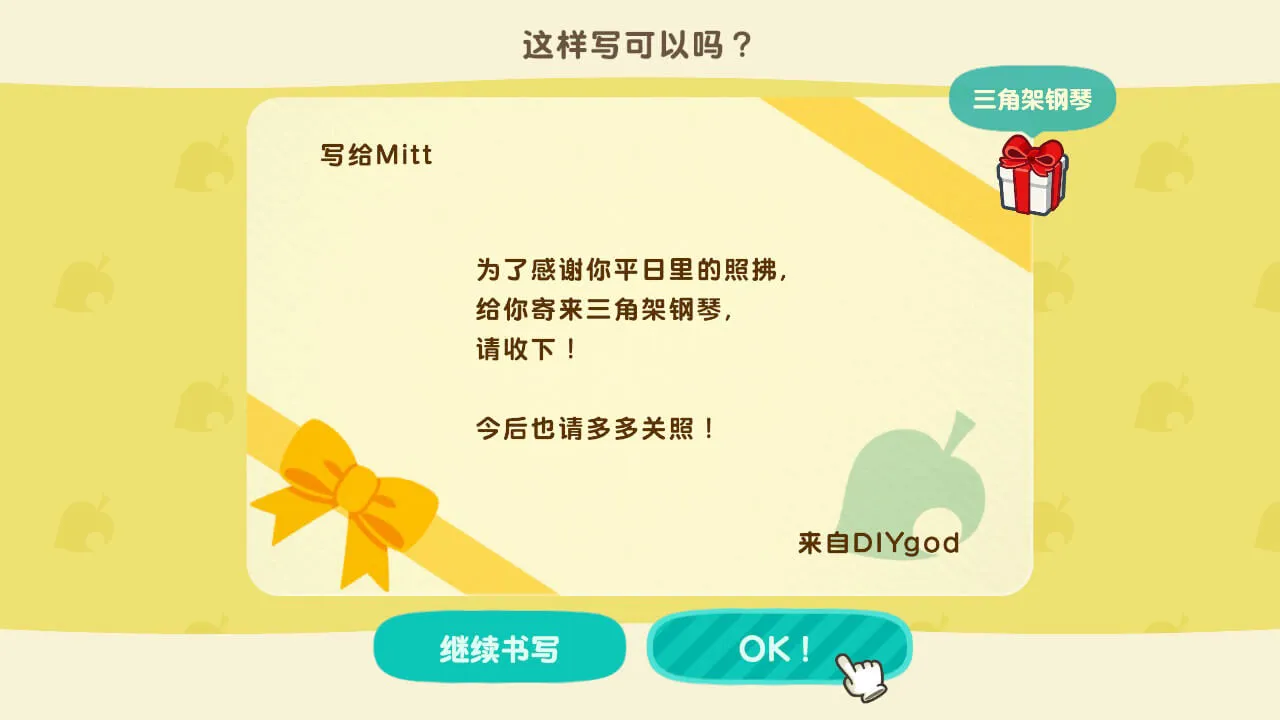 这样写可以吗？
三角架钢琴
写给Mitt
为了感谢你平日里的照拂,
给你寄来三角架钢琴,
请收下！
今后也请多多关照！
来自DIYgod
继续书写
OK！